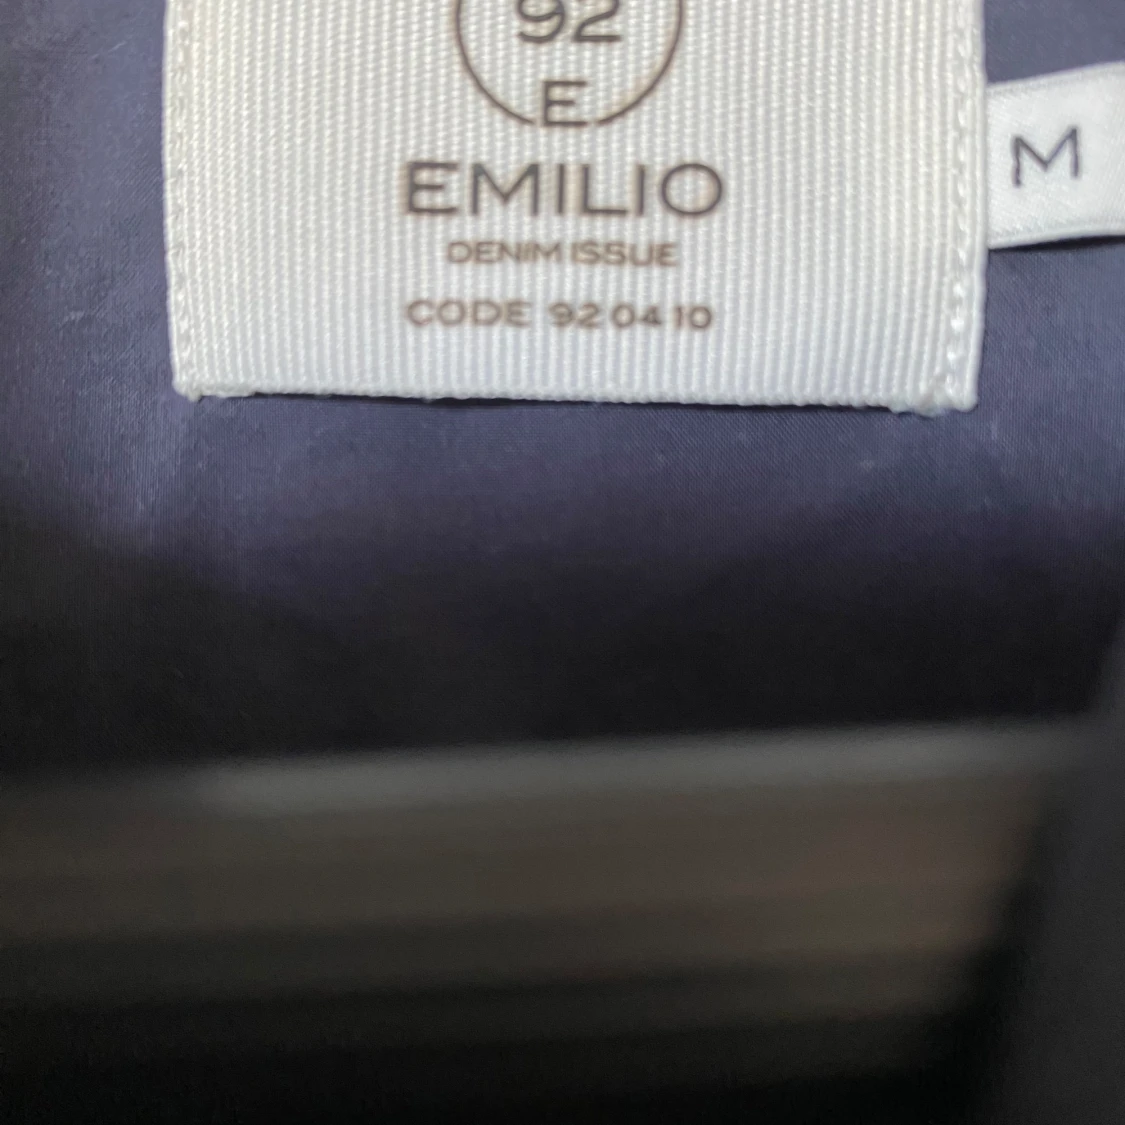 92
E
EMILIO
DENIM ISSUE
CODE 92 04 10
M